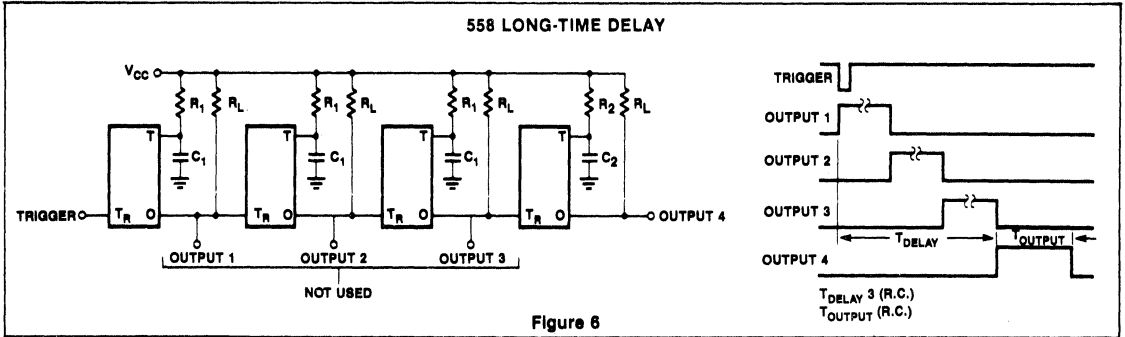 558 LONG-TIME DELAY
VCC
R1 RL R1 RL R1 RL R2 RL
T T T
C1 C1 C1 C2
TRIGGER TR O TR O TR O TR O OUTPUT 4
OUTPUT 1 OUTPUT 2 OUTPUT 3
NOT USED
TRIGGER
OUTPUT 1
OUTPUT 2
OUTPUT 3
TDELAY TOUTPUT
OUTPUT 4
TDELAY 3 (R.C.)
TOUTPUT (R.C.)
Figure 6